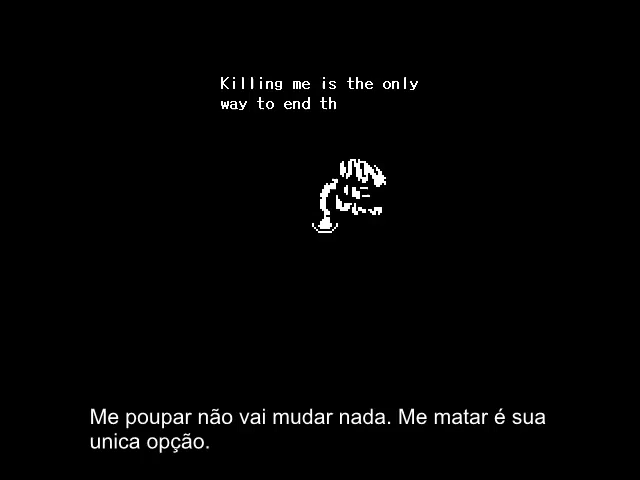 Killing me is the only
way to end th
Me poupar não vai mudar nada. Me matar é sua
unica opção.